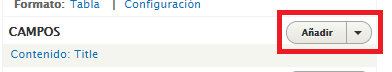 Formato: Tabla | Configuración
CAMPOS Añadir
Contenido: Title